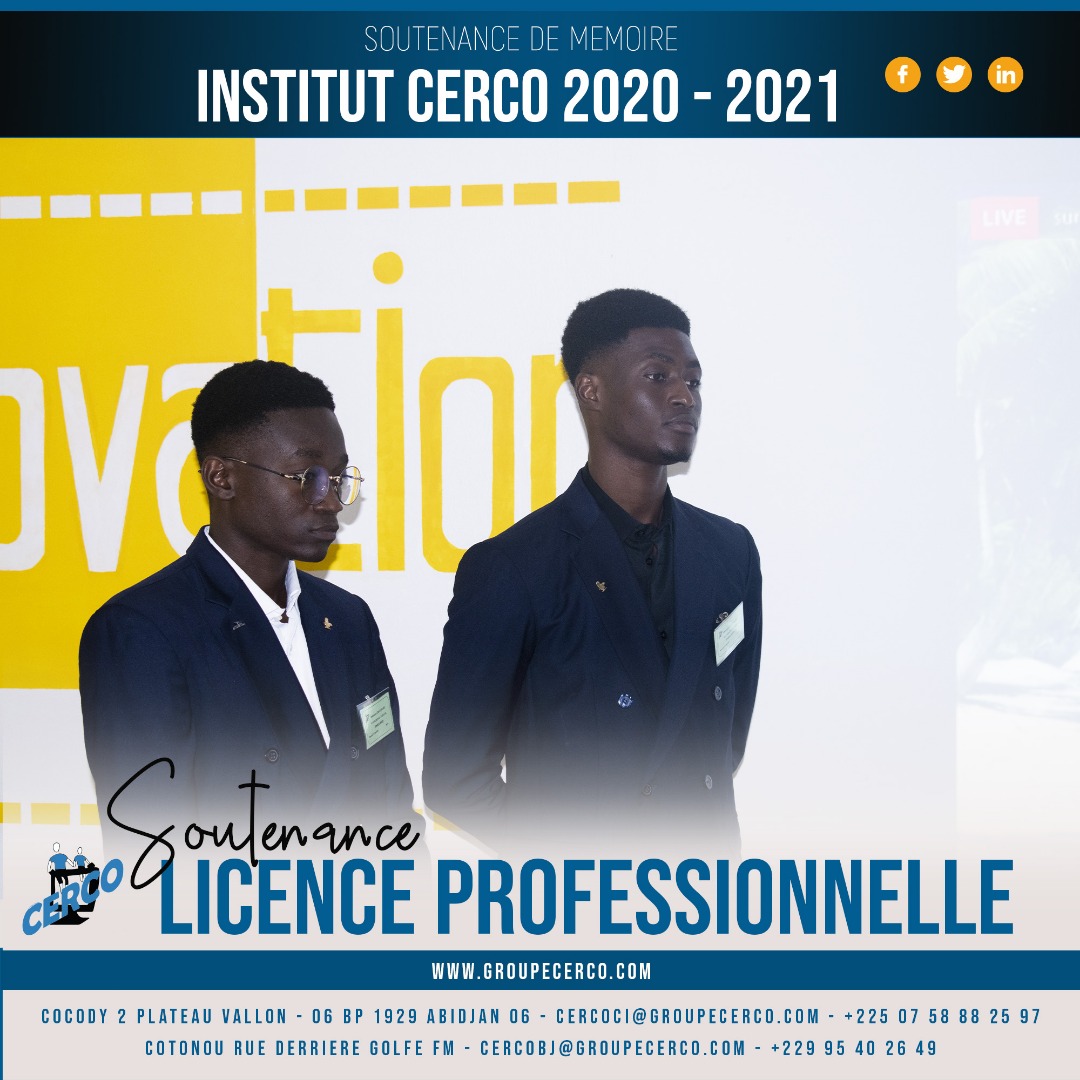 SOUTENANCE DE MEMOIRE
INSTITUT CERCO 2020 - 2021
LIVE
ovation
Soutenance
CERCO
LICENCE PROFESSIONNELLE
WWW.GROUPECERCO.COM
COCODY 2 PLATEAU VALLON - 06 BP 1929 ABIDJAN 06 - CERCOCI@GROUPECERCO.COM - +225 07 58 88 25 97
COTONOU RUE DERRIERE GOLFE FM - CERCOBJ@GROUPECERCO.COM - +229 95 40 26 49